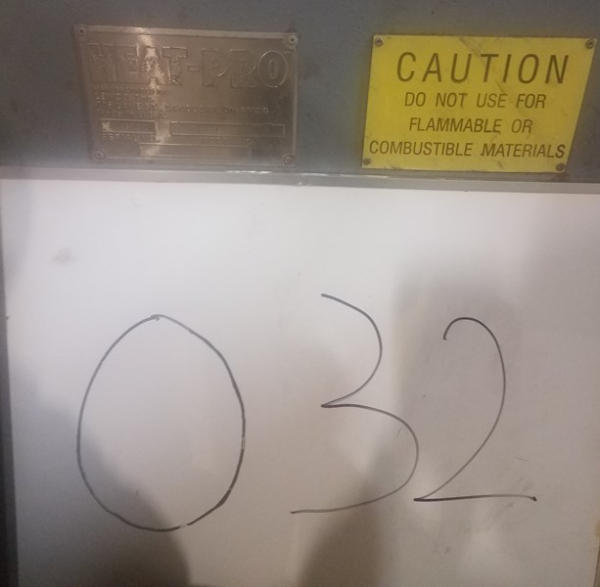 HEAT-PRO
CAUTION
DO NOT USE FOR
FLAMMABLE OR
COMBUSTIBLE MATERIALS
032